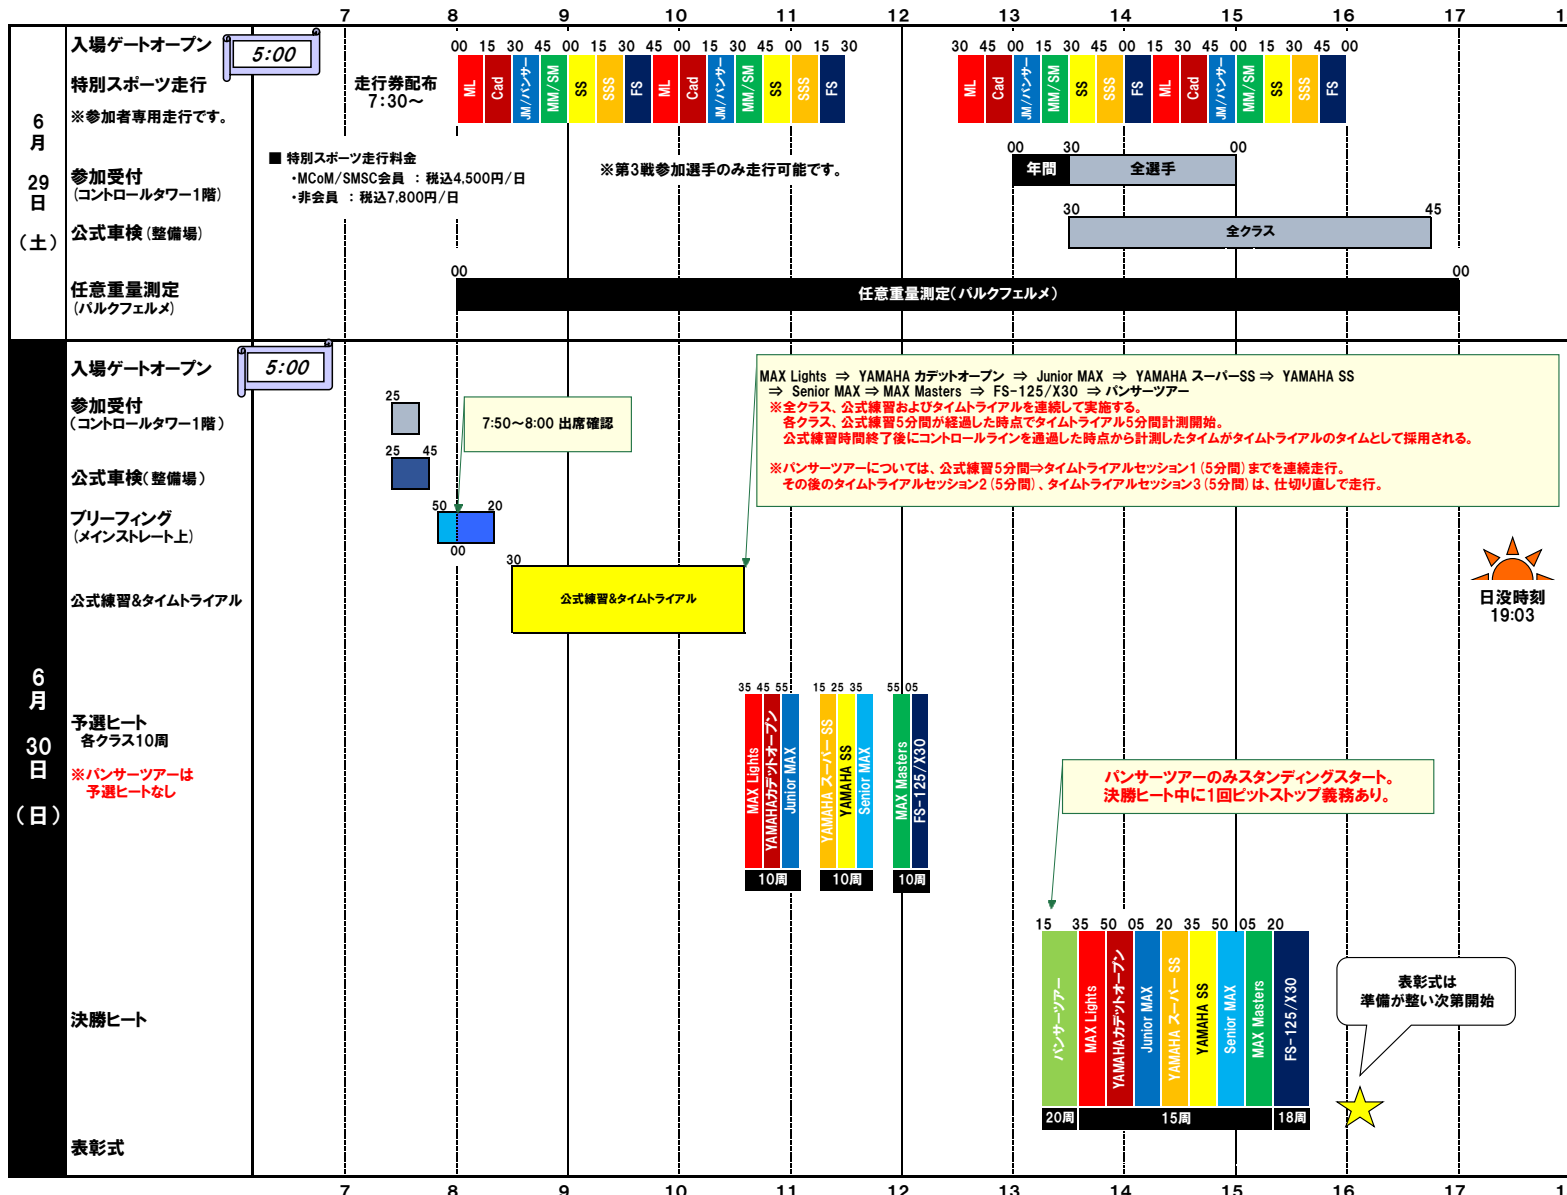 7 8 9 10 11 12 13 14 15 16 17 1
6月29日(土)
入場ゲートオープン
5:00
00 15 30 45 00 15 30 45 00 15 30 45 00 15 30
30 45 00 15 30 45 00 15 30 45 00 15 30 45 00
特別スポーツ走行
※参加者専用走行です。
走行券配布
7:30~
ML Cad JM/パンサー MM/SM SS SSS FS ML Cad JM/パンサー MM/SM SS SSS FS
ML Cad JM/パンサー MM/SM SS SSS FS ML Cad JM/パンサー MM/SM SS SSS FS
■ 特別スポーツ走行料金
・MCoM/SMSC会員 : 税込4,500円/日
・非会員 : 税込7,800円/日
※第3戦参加選手のみ走行可能です。
参加受付
(コントロールタワー1階)
00 30 00
年間 全選手
公式車検(整備場)
30 45
全クラス
任意重量測定
(パルクフェルメ)
00 00
任意重量測定(パルクフェルメ)
6月30日(日)
入場ゲートオープン
5:00
MAX Lights ⇒ YAMAHA カデットオープン ⇒ Junior MAX ⇒ YAMAHA スーパーSS ⇒ YAMAHA SS
⇒ Senior MAX ⇒ MAX Masters ⇒ FS-125/X30 ⇒ パンサーツアー
※全クラス、公式練習およびタイムトライアルを連続して実施する。
各クラス、公式練習5分間が経過した時点でタイムトライアル5分間計測開始。
公式練習時間終了後にコントロールラインを通過した時点から計測したタイムがタイムトライアルのタイムとして採用される。
※パンサーツアーについては、公式練習5分間⇒タイムトライアルセッション1(5分間)までを連続走行。
その後のタイムトライアルセッション2(5分間)、タイムトライアルセッション3(5分間)は、仕切り直しで走行。
参加受付
(コントロールタワー1階)
25
7:50~8:00 出席確認
公式車検(整備場)
25 45
ブリーフィング
(メインストレート上)
50 20
00
公式練習&タイムトライアル
30
公式練習&タイムトライアル
日没時刻
19:03
予選ヒート
各クラス10周
※パンサーツアーは
予選ヒートなし
35 45 55 15 25 35 55 05
MAX Lights
YAMAHAカデットオープン
Junior MAX
YAMAHA スーパー SS
YAMAHA SS
Senior MAX
MAX Masters
FS-125/X30
10周 10周 10周
パンサーツアーのみスタンディングスタート。
決勝ヒート中に1回ピットストップ義務あり。
決勝ヒート
15 35 50 05 20 35 50 05 20
パンサーツアー
MAX Lights
YAMAHAカデットオープン
Junior MAX
YAMAHA スーパー SS
YAMAHA SS
Senior MAX
MAX Masters
FS-125/X30
20周 15周 18周
表彰式は
準備が整い次第開始
表彰式
7 8 9 10 11 12 13 14 15 16 17 1